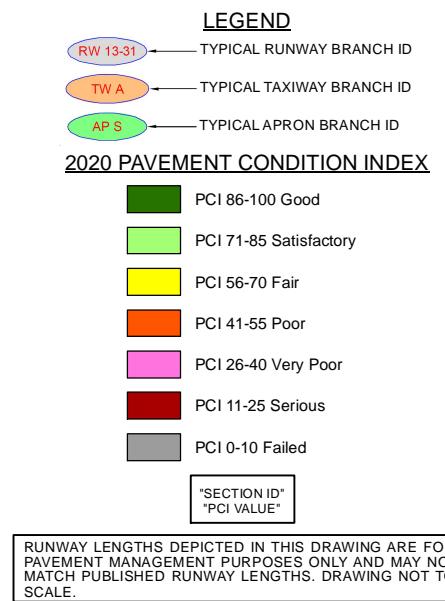 LEGEND
RW 13-31 TYPICAL RUNWAY BRANCH ID
TW A TYPICAL TAXIWAY BRANCH ID
AP S TYPICAL APRON BRANCH ID
2020 PAVEMENT CONDITION INDEX
PCI 86-100 Good
PCI 71-85 Satisfactory
PCI 56-70 Fair
PCI 41-55 Poor
PCI 26-40 Very Poor
PCI 11-25 Serious
PCI 0-10 Failed
"SECTION ID"
"PCI VALUE"
RUNWAY LENGTHS DEPICTED IN THIS DRAWING ARE FO
PAVEMENT MANAGEMENT PURPOSES ONLY AND MAY NO
MATCH PUBLISHED RUNWAY LENGTHS. DRAWING NOT T
SCALE.